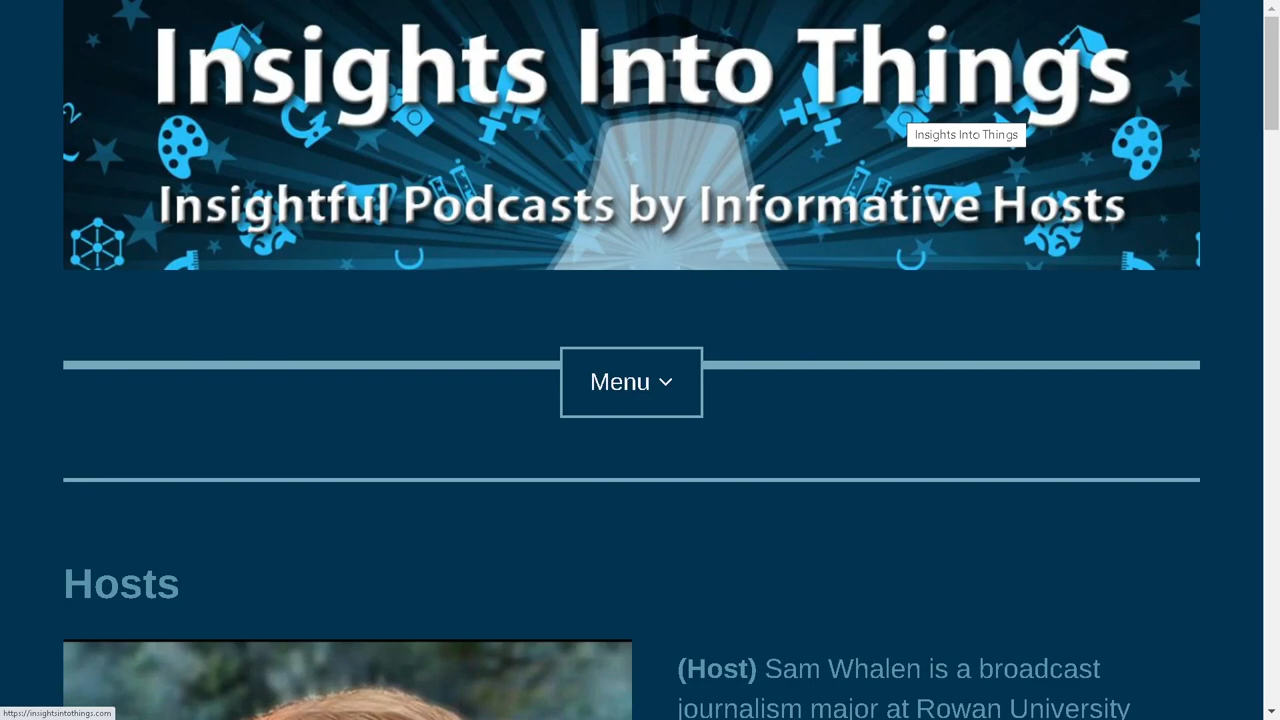 Insights Into Things
Insights Into Things
Insightful Podcasts by Informative Hosts
Menu
Hosts
(Host) Sam Whalen is a broadcast
journalism major at Rowan University
https://insightsintothings.com